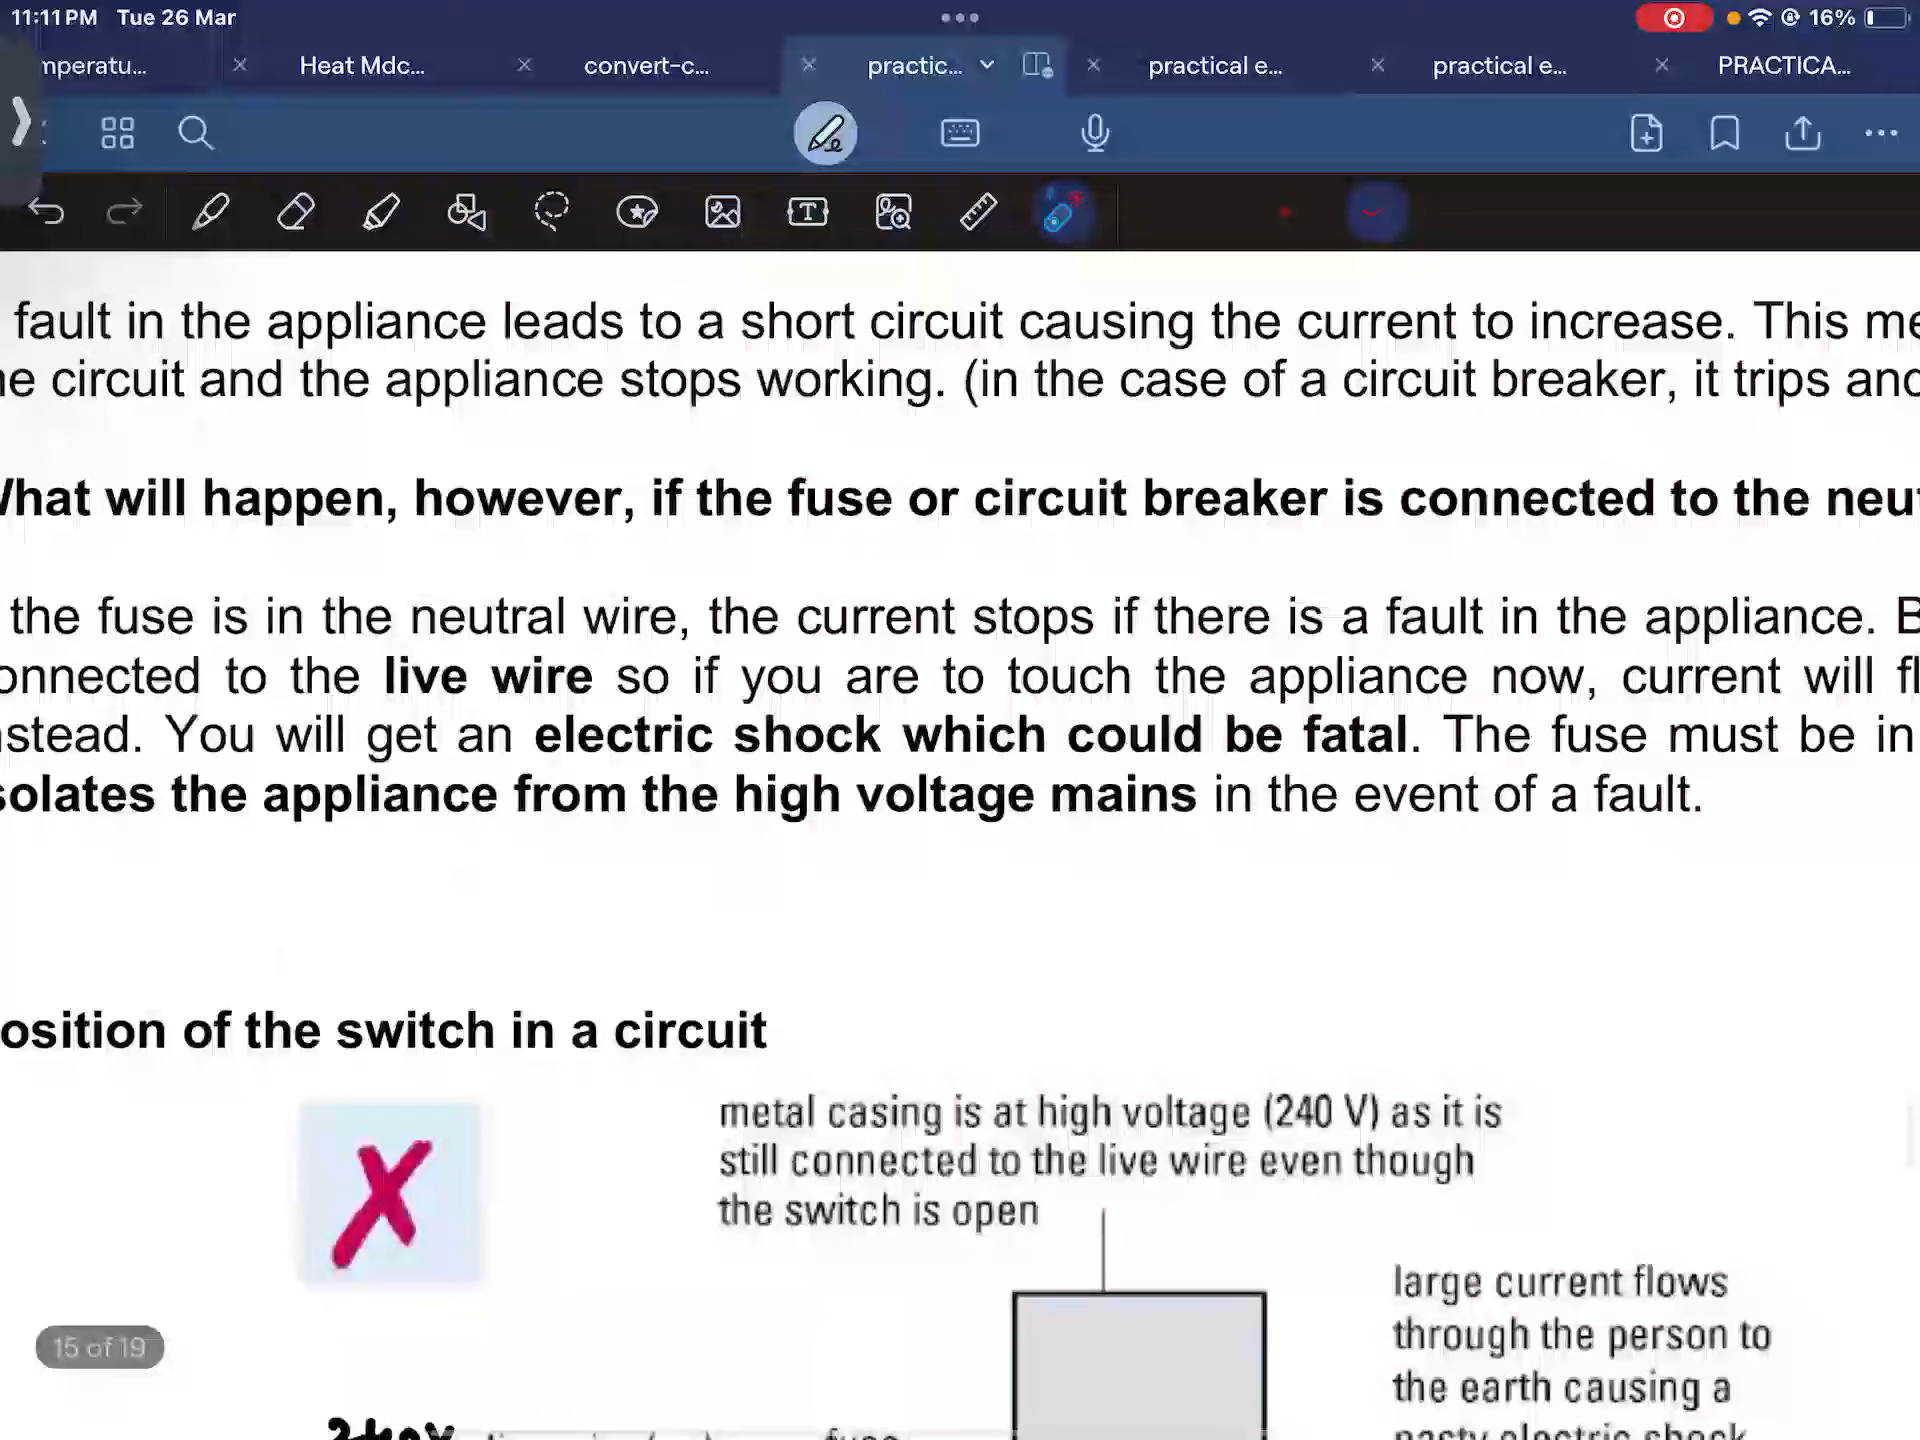 11:11 PM Tue 26 Mar
16%
mperatu...
Heat Mdc...
convert-c...
practic...
practical e...
practical e...
PRACTICA...
fault in the appliance leads to a short circuit causing the current to increase. This me
e circuit and the appliance stops working. (in the case of a circuit breaker, it trips and
What will happen, however, if the fuse or circuit breaker is connected to the neut
the fuse is in the neutral wire, the current stops if there is a fault in the appliance. B
onnected to the live wire so if you are to touch the appliance now, current will fl
nstead. You will get an electric shock which could be fatal. The fuse must be in
solates the appliance from the high voltage mains in the event of a fault.
osition of the switch in a circuit
X
metal casing is at high voltage (240 V) as it is
still connected to the live wire even though
the switch is open
large current flows
through the person to
the earth causing a
nasty electric shock
15 of 19
fuse